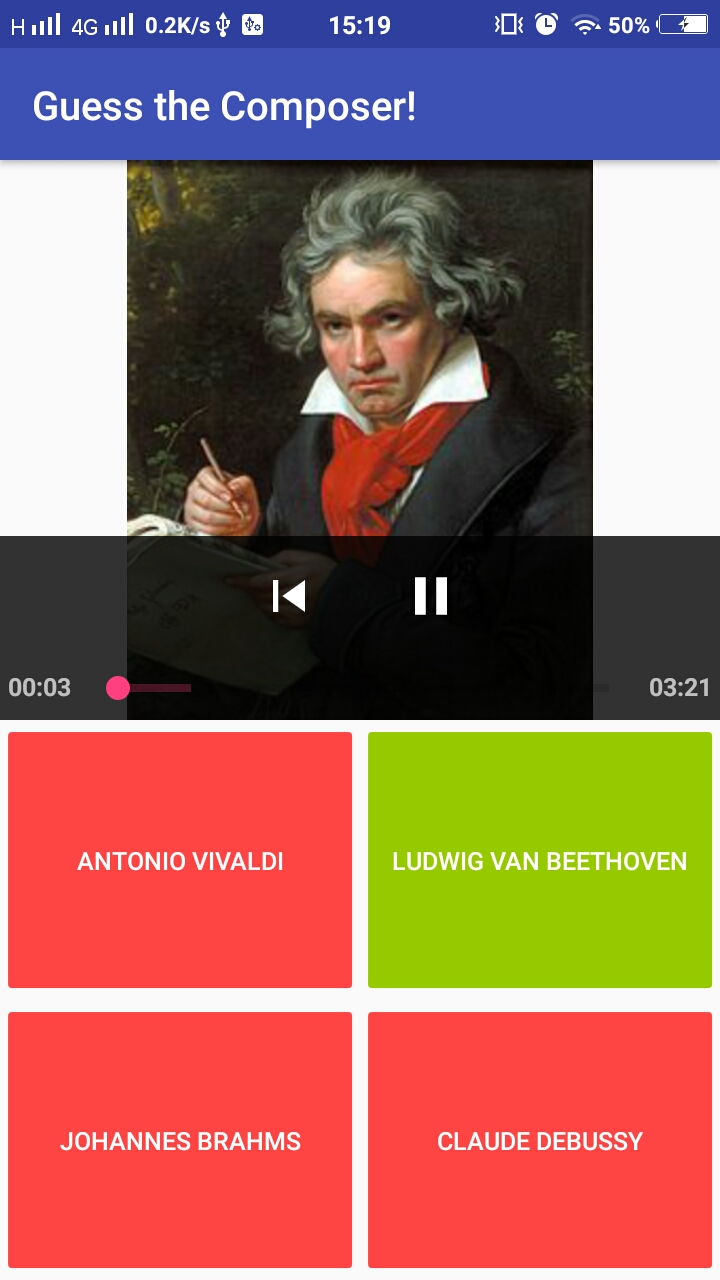 H 4G 0.2K/s 15:19 50%
Guess the Composer!
00:03 03:21
ANTONIO VIVALDI
LUDWIG VAN BEETHOVEN
JOHANNES BRAHMS
CLAUDE DEBUSSY